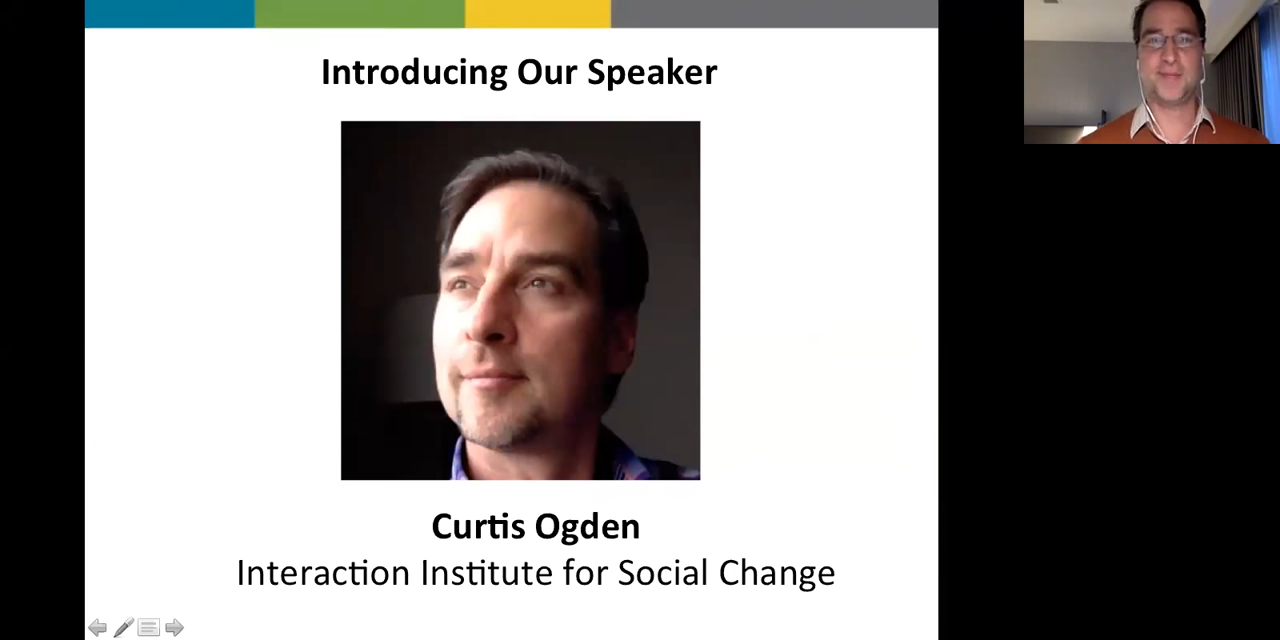 Introducing Our Speaker
Curtis Ogden
Interaction Institute for Social Change